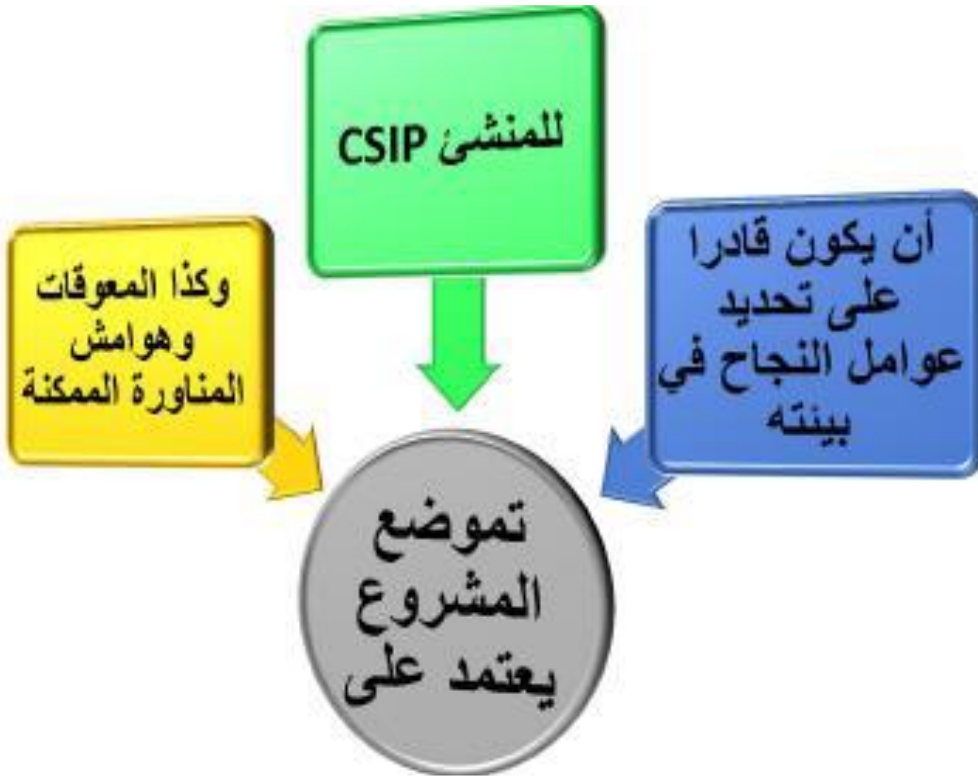 للمنشئ CSIP
أن يكون قادرا
على تحديد
عوامل النجاح في
بيئته
وكذا المعوقات
وهوامش
المناورة الممكنة
تموضع
المشروع
يعتمد على